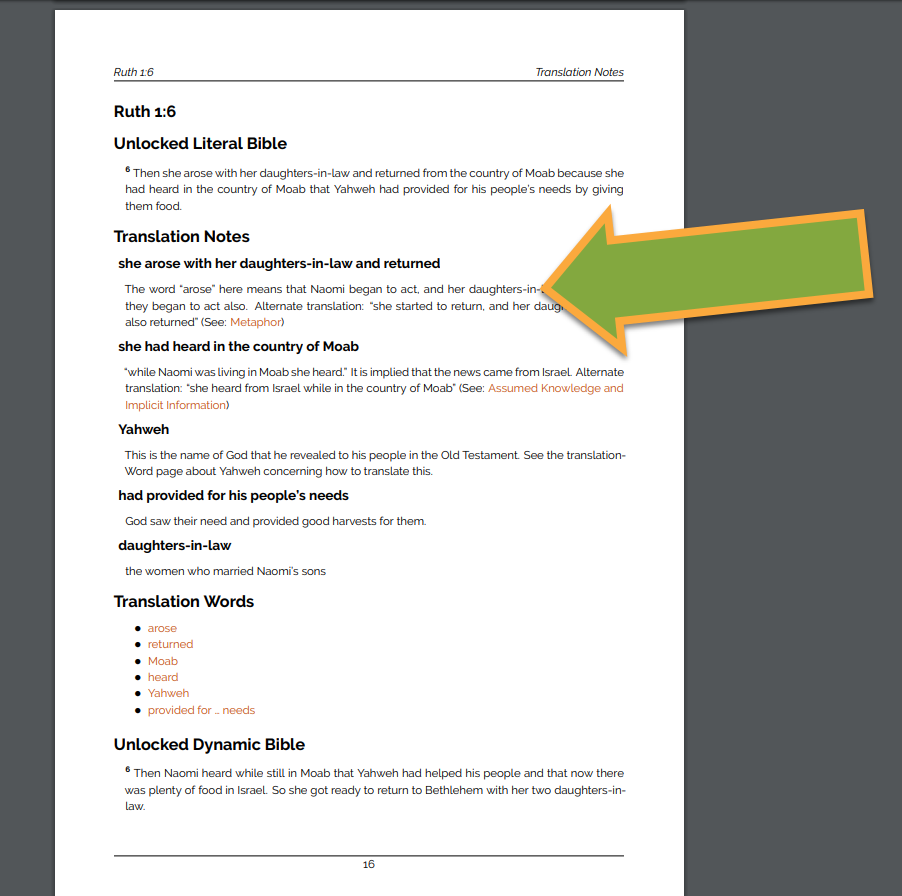 Ruth 1:6 Translation Notes
Ruth 1:6
Unlocked Literal Bible
6 Then she arose with her daughters-in-law and returned from the country of Moab because she
had heard in the country of Moab that Yahweh had provided for his people's needs by giving
them food.
Translation Notes
she arose with her daughters-in-law and returned
The word “arose” here means that Naomi began to act, and her daughters-in-
they began to act also. Alternate translation: “she started to return, and her
also returned” (See: Metaphor)
she had heard in the country of Moab
“while Naomi was living in Moab she heard.” It is implied that the news came from Israel. Alternate
translation: “she heard from Israel while in the country of Moab” (See: Assumed Knowledge and
Implicit Information)
Yahweh
This is the name of God that he revealed to his people in the Old Testament. See the translation-
Word page about Yahweh concerning how to translate this.
had provided for his people's needs
God saw their need and provided good harvests for them.
daughters-in-law
the women who married Naomi's sons
Translation Words
● arose
● returned
● Moab
● heard
● Yahweh
● provided for … needs
Unlocked Dynamic Bible
6 Then Naomi heard while still in Moab that Yahweh had helped his people and that now there
was plenty of food in Israel. So she got ready to return to Bethlehem with her two daughters-in-
law.
16